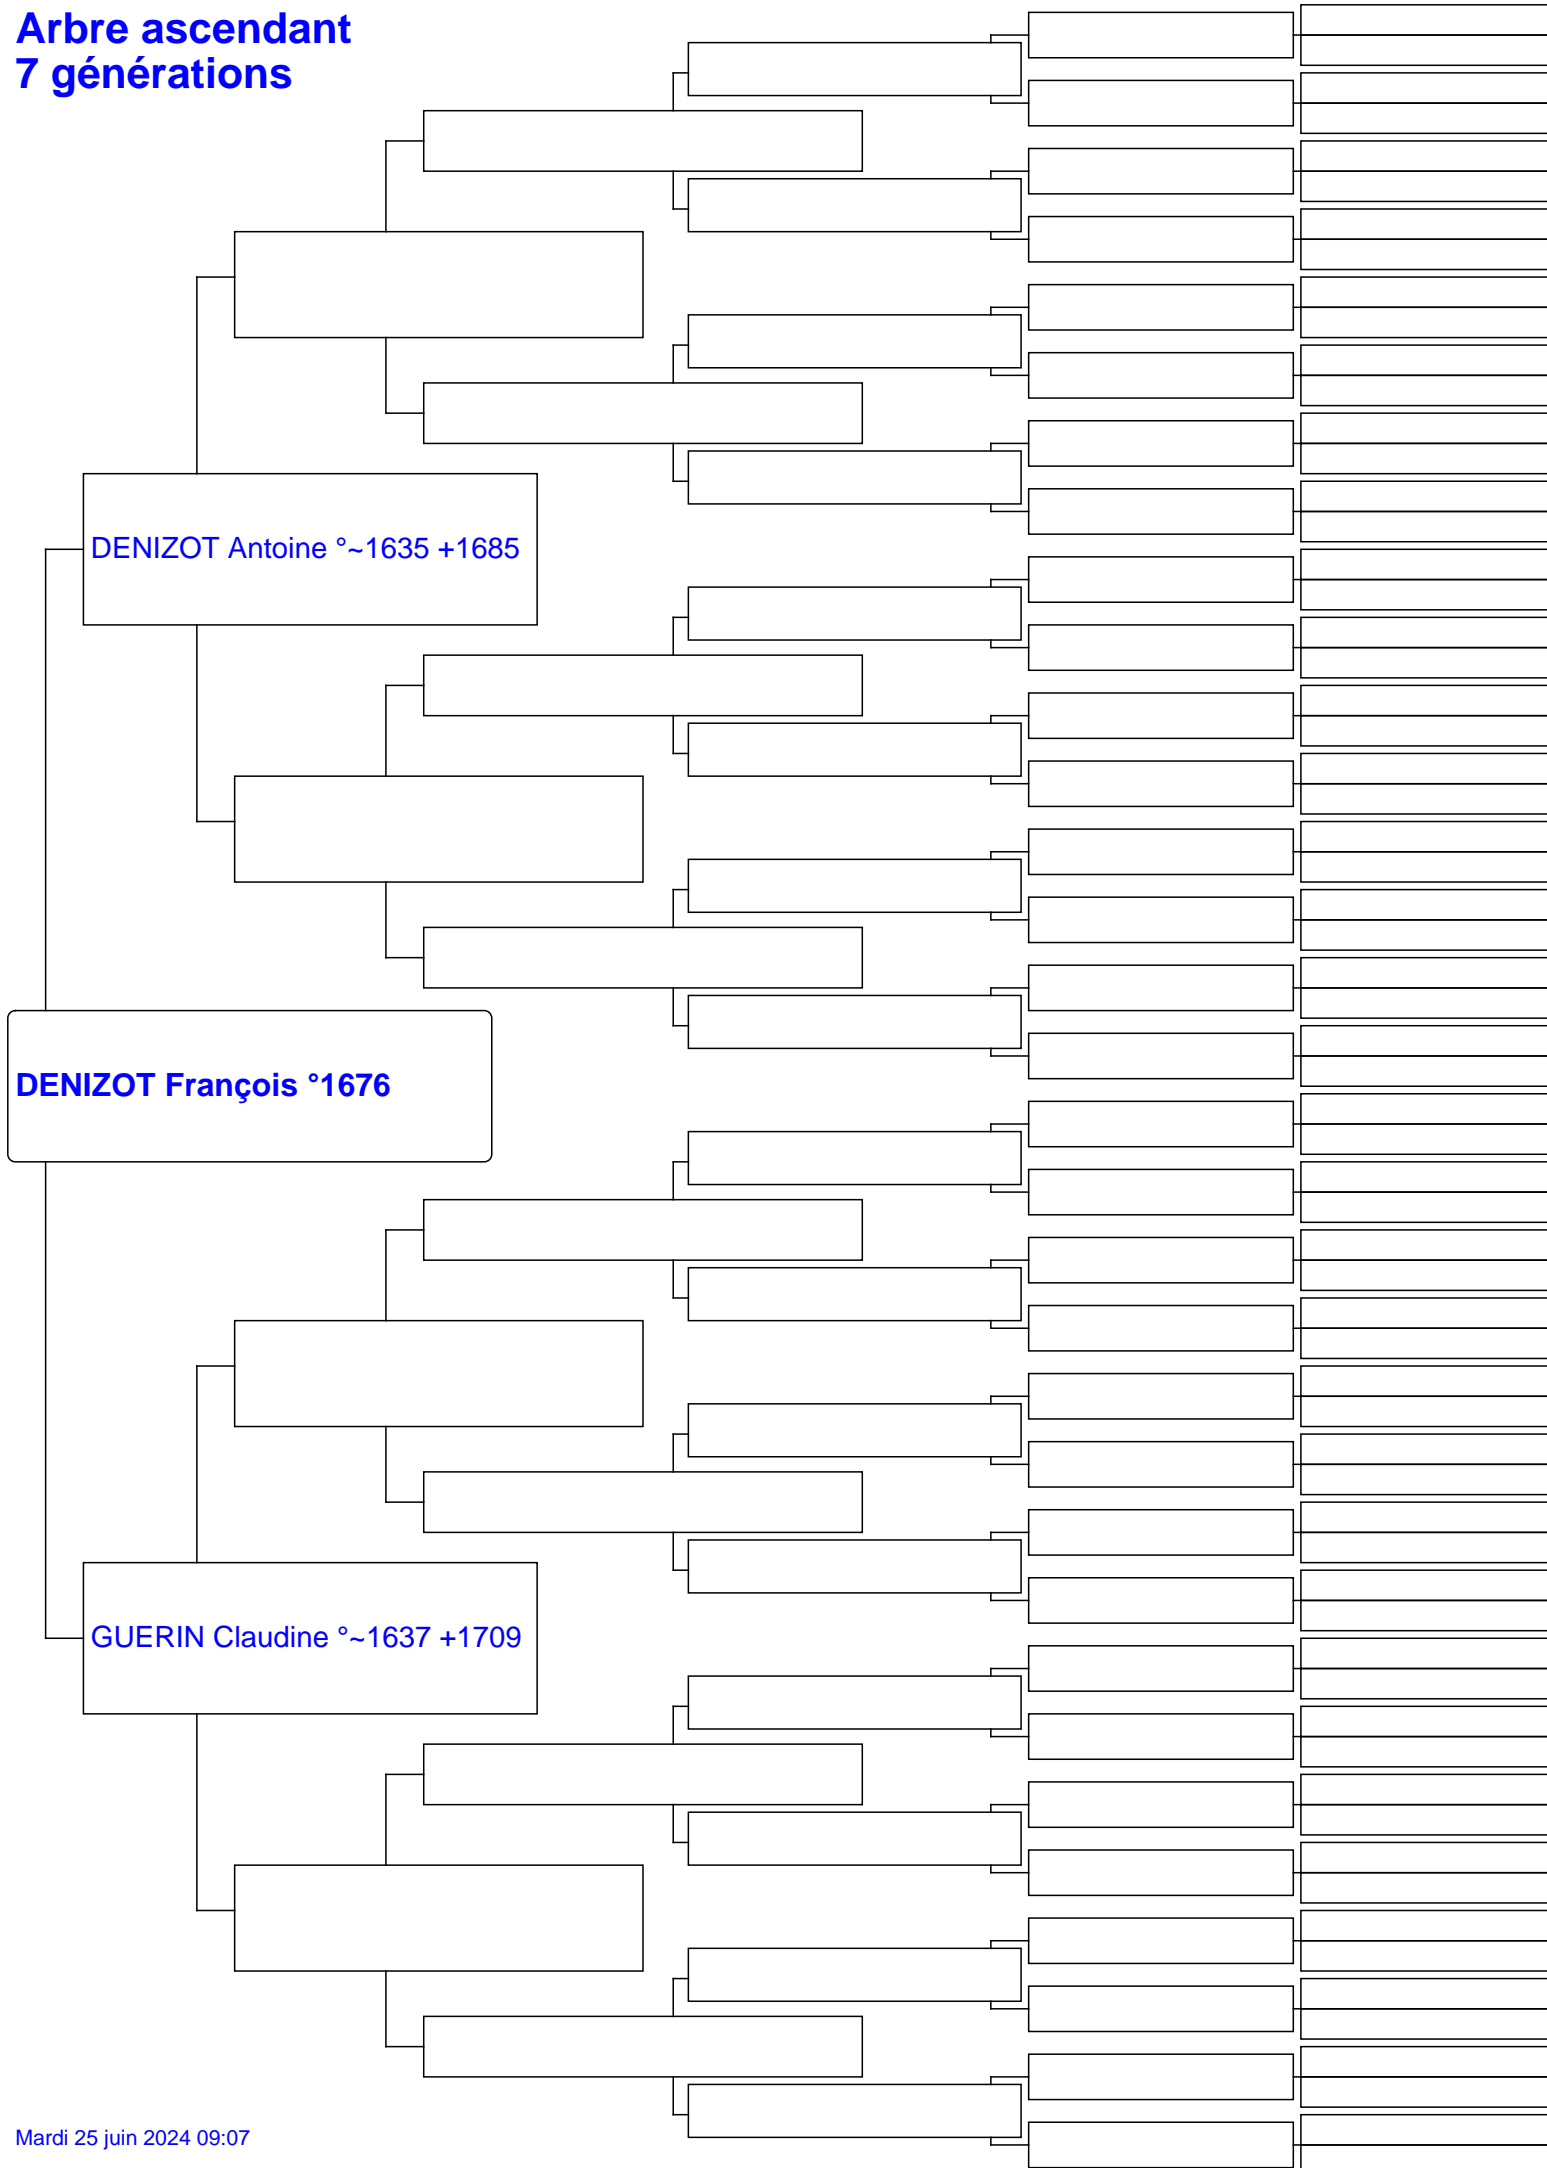 Arbre ascendant
7 générations
DENIZOT Antoine °~1635 +1685
DENIZOT François °1676
GUERIN Claudine °~1637 +1709
Mardi 25 juin 2024 09:07